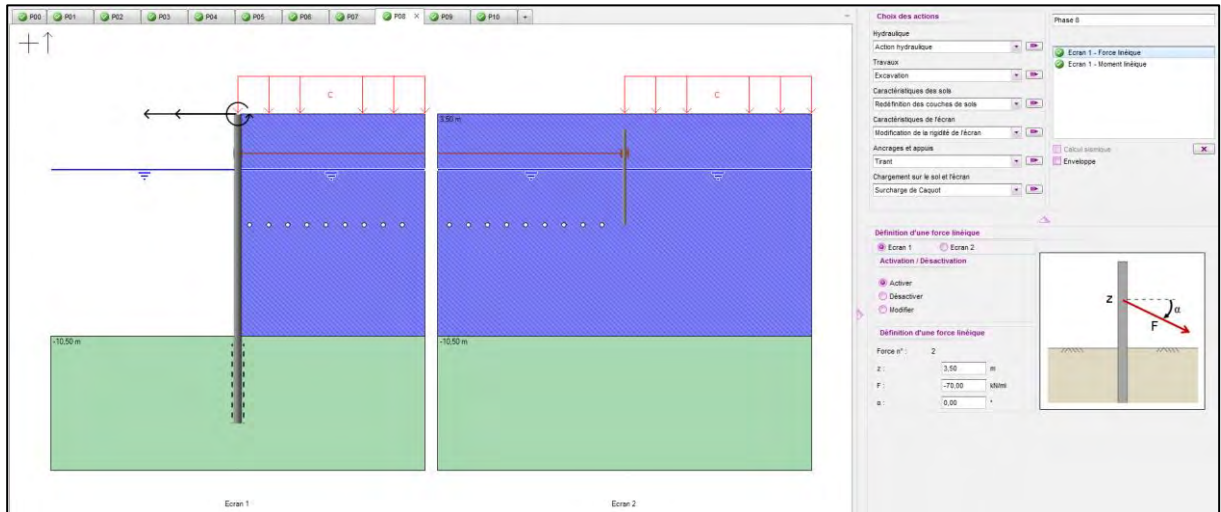 P00 P01 P02 P03 P04 P05 P06 P07 P08 × P09 P10 +
C
C
3,50 m
-10,50 m
-10,50 m
Ecran 1
Ecran 2
Choix des actions
Hydraulique
Action hydraulique
Travaux
Excavation
Caractéristiques des sols
Redéfinition des couches de sols
Caractéristiques de l'écran
Modification de la rigidité de l'écran
Ancrages et appuis
Tirant
Chargement sur le sol et l'écran
Surcharge de Caquot
Phase 8
Ecran 1 - Force linéique
Ecran 1 - Moment linéique
Calcul sismique
Enveloppe
Définition d'une force linéique
Ecran 1 Ecran 2
Activation / Désactivation
Activer
Désactiver
Modifier
Définition d'une force linéique
Force n° : 2
z : 3,50 m
F : -70,00 kN/ml
α : 0,00 °
z
α
F